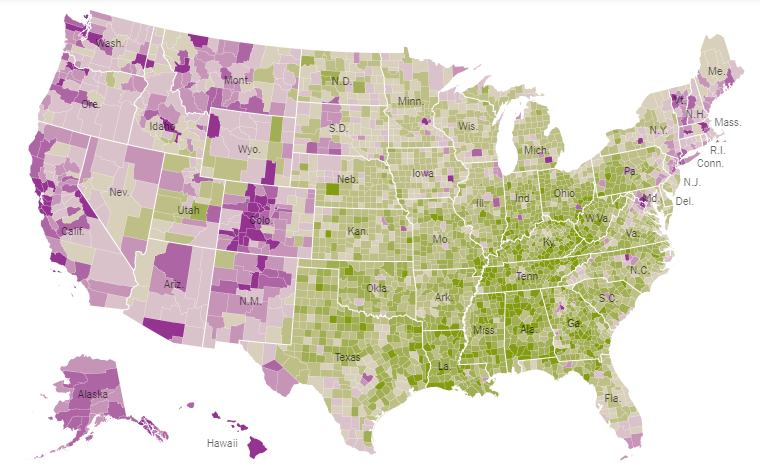 Wash.
Mont.
N.D.
Minn.
Me.
Ore.
Idaho
S.D.
Wis.
Vt.
N.H.
Wyo.
Mich.
N.Y.
Mass.
R.I.
Conn.
Nev.
Utah
Neb.
Iowa
Ill.
Ind.
Ohio
Pa.
N.J.
Calif.
Colo.
Kan.
Mo.
Ky.
W.Va.
Va.
Md.
Del.
Ariz.
N.M.
Okla.
Ark.
Tenn.
N.C.
S.C.
Texas
La.
Miss.
Ala.
Ga.
Fla.
Alaska
Hawaii